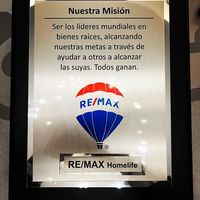 Nuestra Misión
Ser los líderes mundiales en
bienes raíces, alcanzando
nuestras metas a través de
ayudar a otros a alcanzar
las suyas. Todos ganan.
RE/MAX
®
RE/MAX Homelife